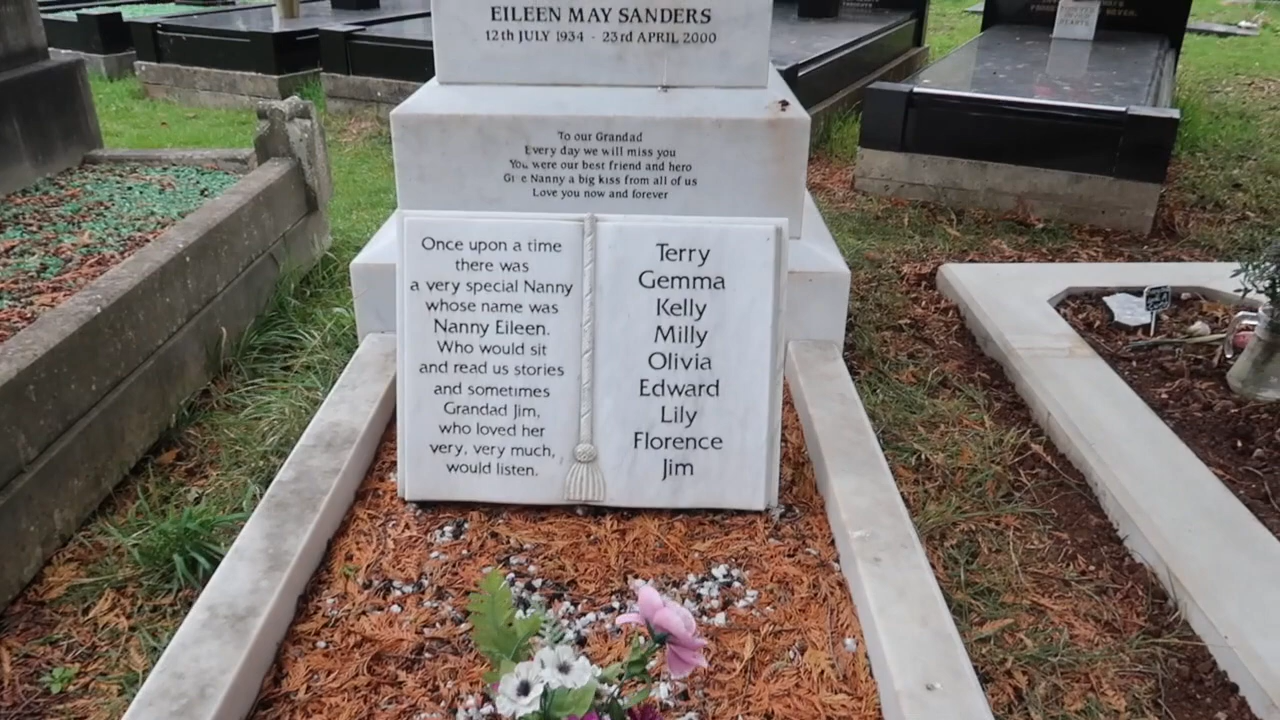 EILEEN MAY SANDERS
12th JULY 1934 - 23rd APRIL 2000
To our Grandad
Every day we will miss you
You were our best friend and hero
Gi e Nanny a big kiss from all of us
Love you now and forever
Once upon a time
there was
a very special Nanny
whose name was
Nanny Eileen.
Who would sit
and read us stories
and sometimes
Grandad Jim,
who loved her
very, very much,
would listen.
Terry
Gemma
Kelly
Milly
Olivia
Edward
Lily
Florence
Jim